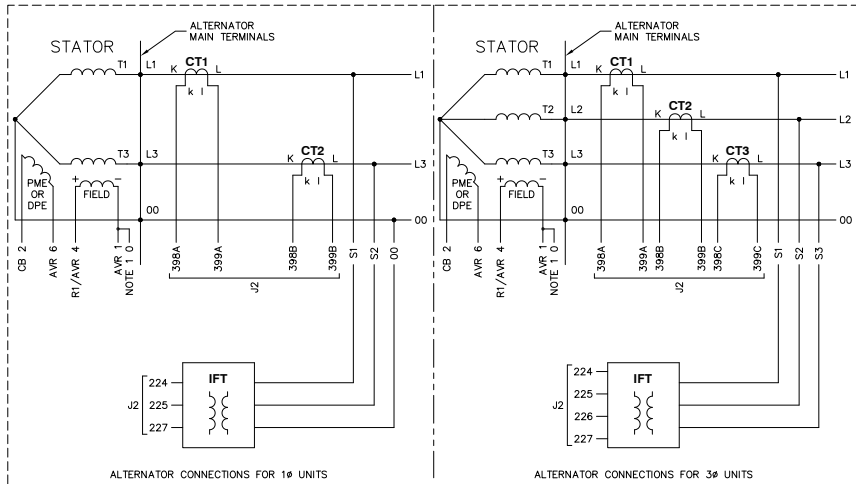 ALTERNATOR
MAIN TERMINALS
STATOR
T1
L1
K
CT1
L
k l
L1
CT2
T3
L3
K
L
k l
L3
PME
OR
DPE
+
FIELD
−
00
00
CB 2
AVR 6
R1/AVR 4
AVR 1
NOTE 1 0
398A
399A
398B
399B
S1
S2
00
J2
IFT
224
225
227
J2
ALTERNATOR CONNECTIONS FOR 1ø UNITS
ALTERNATOR
MAIN TERMINALS
STATOR
T1
L1
K
CT1
L
k l
L1
T2
L2
K
CT2
L
k l
L2
T3
L3
K
CT3
L
k l
L3
PME
OR
DPE
+
FIELD
−
00
00
CB 2
AVR 6
R1/AVR 4
AVR 1
NOTE 1 0
398A
399A
398B
399B
398C
399C
S1
S2
S3
J2
IFT
224
225
226
227
J2
ALTERNATOR CONNECTIONS FOR 3ø UNITS